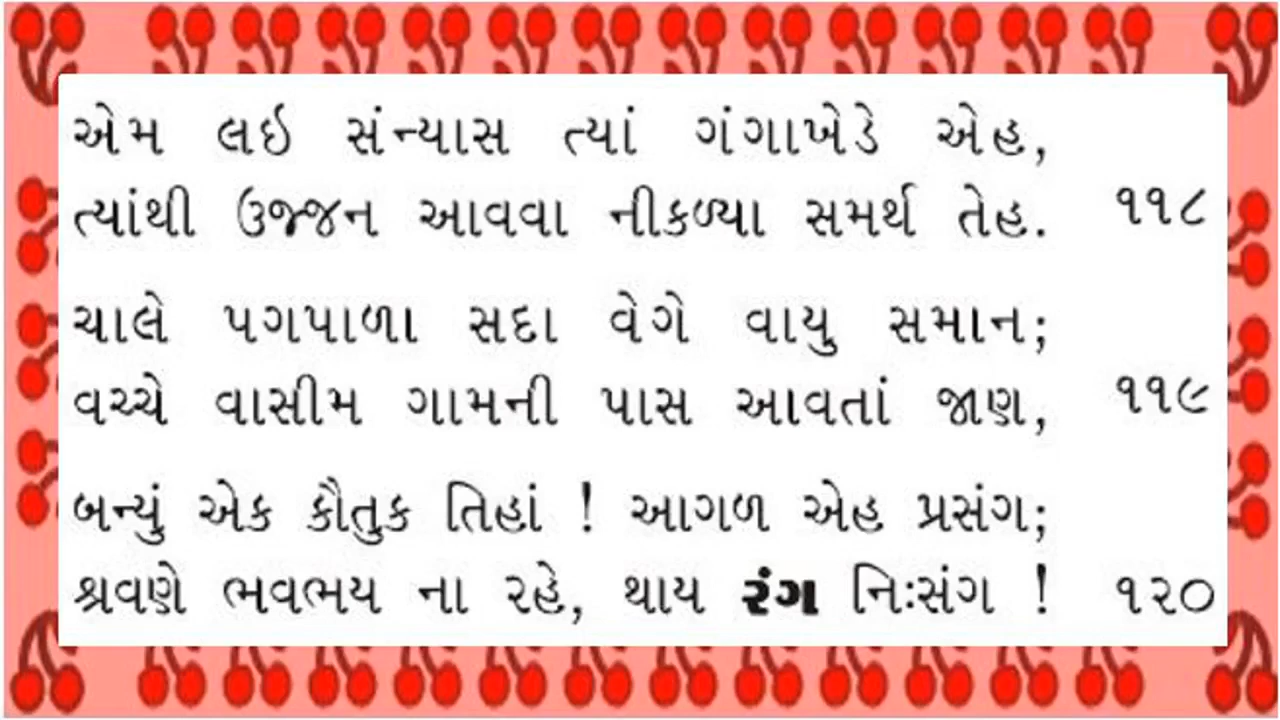 એમ લઇ સંન્યાસ ત્યાં ગંગાખેડે એહ,
ત્યાંથી ઉજ્જન આવવા નીકળ્યા સમર્થ તેહ. ૧૧૮
ચાલે પગપાળા સદા વેગે વાયુ સમાન;
વચ્ચે વાસીમ ગામની પાસ આવતાં જાણ, ૧૧૯
બન્યું એક કૌતુક તિહાં ! આગળ એહ પ્રસંગ;
શ્રવણે ભવભય ના રહે, થાય રંગ નિઃસંગ ! ૧૨૦